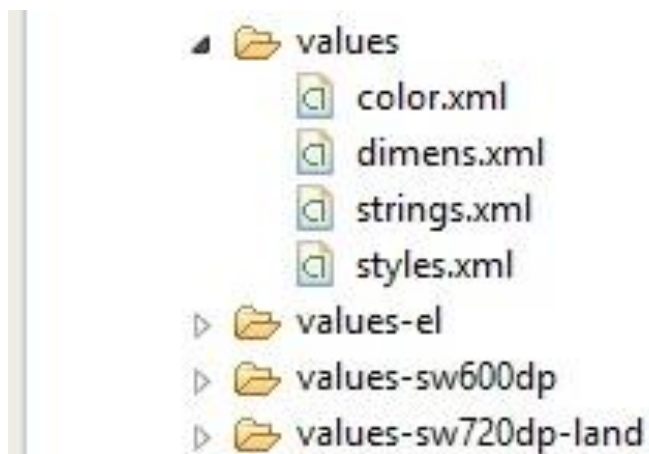 values
color.xml
dimens.xml
strings.xml
styles.xml
values-el
values-sw600dp
values-sw720dp-land